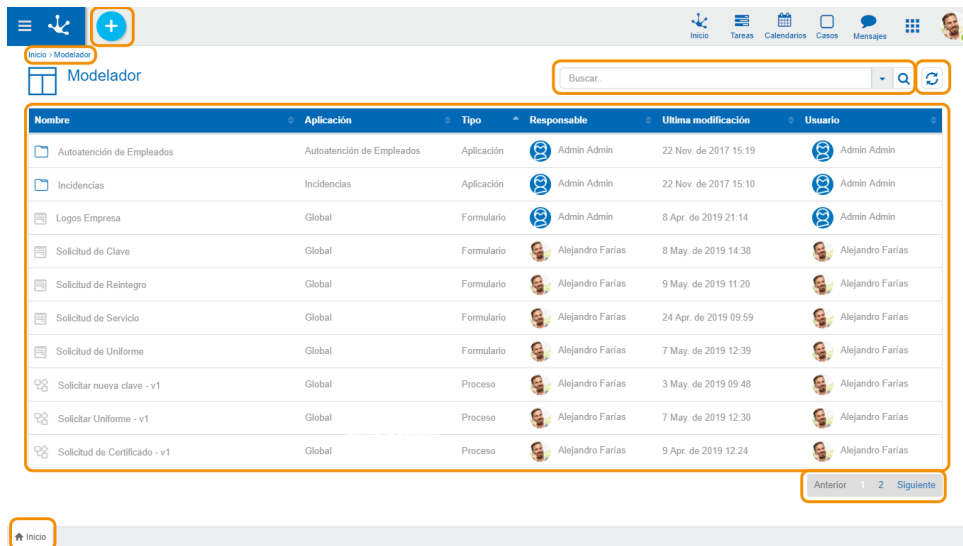 Inicio Tareas Calendarios Casos Mensajes
Inicio > Modelador
Modelador
Buscar..
Nombre Aplicación Tipo Responsable Ultima modificación Usuario
Autoatención de Empleados Autoatención de Empleados Aplicación Admin Admin 22 Nov. de 2017 15:19 Admin Admin
Incidencias Incidencias Aplicación Admin Admin 22 Nov. de 2017 15:10 Admin Admin
Logos Empresa Global Formulario Admin Admin 8 Apr. de 2019 21:14 Admin Admin
Solicitud de Clave Global Formulario Alejandro Farías 8 May. de 2019 14:38 Alejandro Farías
Solicitud de Reintegro Global Formulario Alejandro Farías 9 May. de 2019 11:20 Alejandro Farías
Solicitud de Servicio Global Formulario Alejandro Farías 24 Apr. de 2019 09:59 Alejandro Farías
Solicitud de Uniforme Global Formulario Alejandro Farías 7 May. de 2019 12:39 Alejandro Farías
Solicitar nueva clave - v1 Global Proceso Alejandro Farías 3 May. de 2019 09:48 Alejandro Farías
Solicitar Uniforme - v1 Global Proceso Alejandro Farías 7 May. de 2019 12:30 Alejandro Farías
Solicitud de Certificado - v1 Global Proceso Alejandro Farías 9 Apr. de 2019 12:24 Alejandro Farías
Anterior 1 2 Siguiente
Inicio